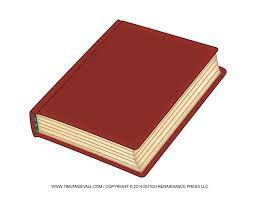 WWW.TIMVANDEVALL.COM | COPYRIGHT © 2014 DUTCH RENAISSANCE PRESS LLC